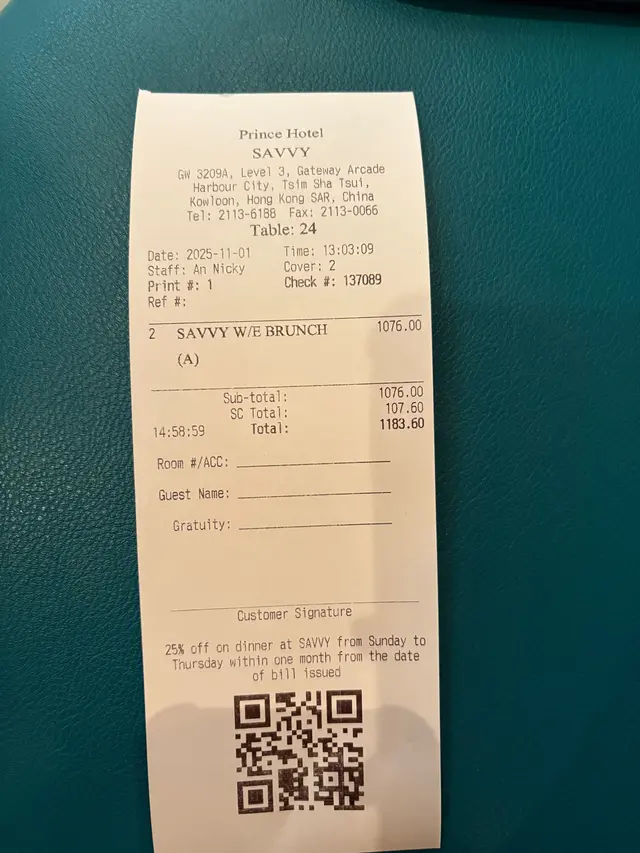 Prince Hotel
SAVVY
GW 3209A, Level 3, Gateway Arcade
Harbour City, Tsim Sha Tsui,
Kowloon, Hong Kong SAR, China
Tel: 2113-6188 Fax: 2113-0066
Table: 24
Date: 2025-11-01 Time: 13:03:09
Staff: An Nicky Cover: 2
Print #: 1 Check #: 137089
Ref #:
2 SAVVY W/E BRUNCH 1076.00
(A)
Sub-total: 1076.00
SC Total: 107.60
14:58:59 Total: 1183.60
Room #/ACC:
Guest Name:
Gratuity:
Customer Signature
25% off on dinner at SAVVY from Sunday to
Thursday within one month from the date
of bill issued